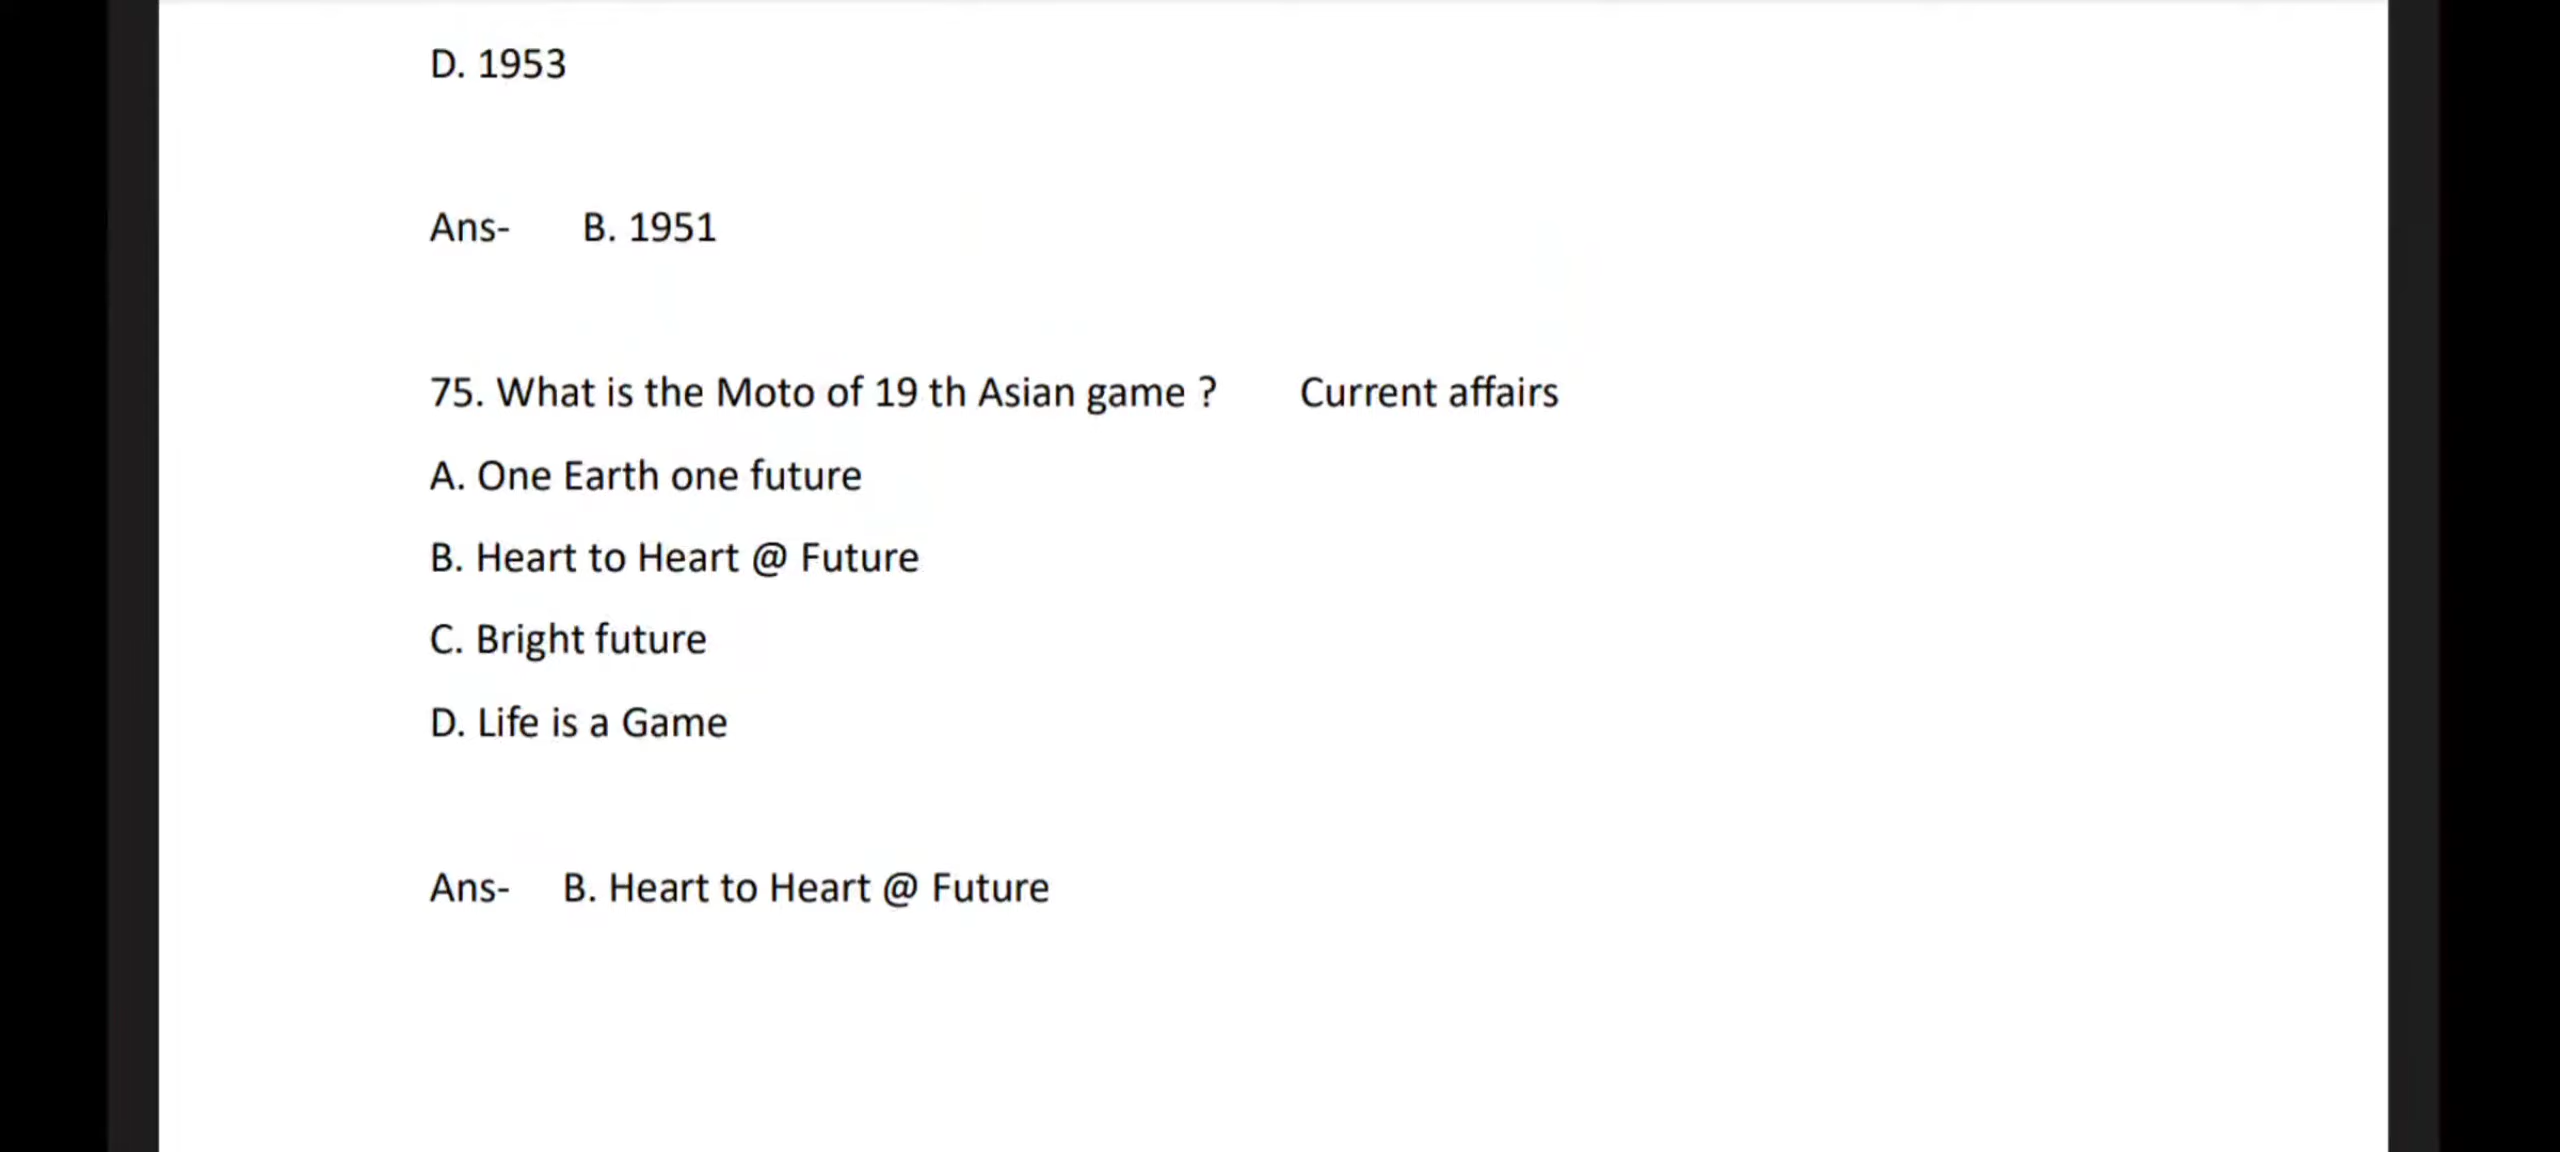 D. 1953
Ans- B. 1951
75. What is the Moto of 19 th Asian game ? Current affairs
A. One Earth one future
B. Heart to Heart @ Future
C. Bright future
D. Life is a Game
Ans- B. Heart to Heart @ Future